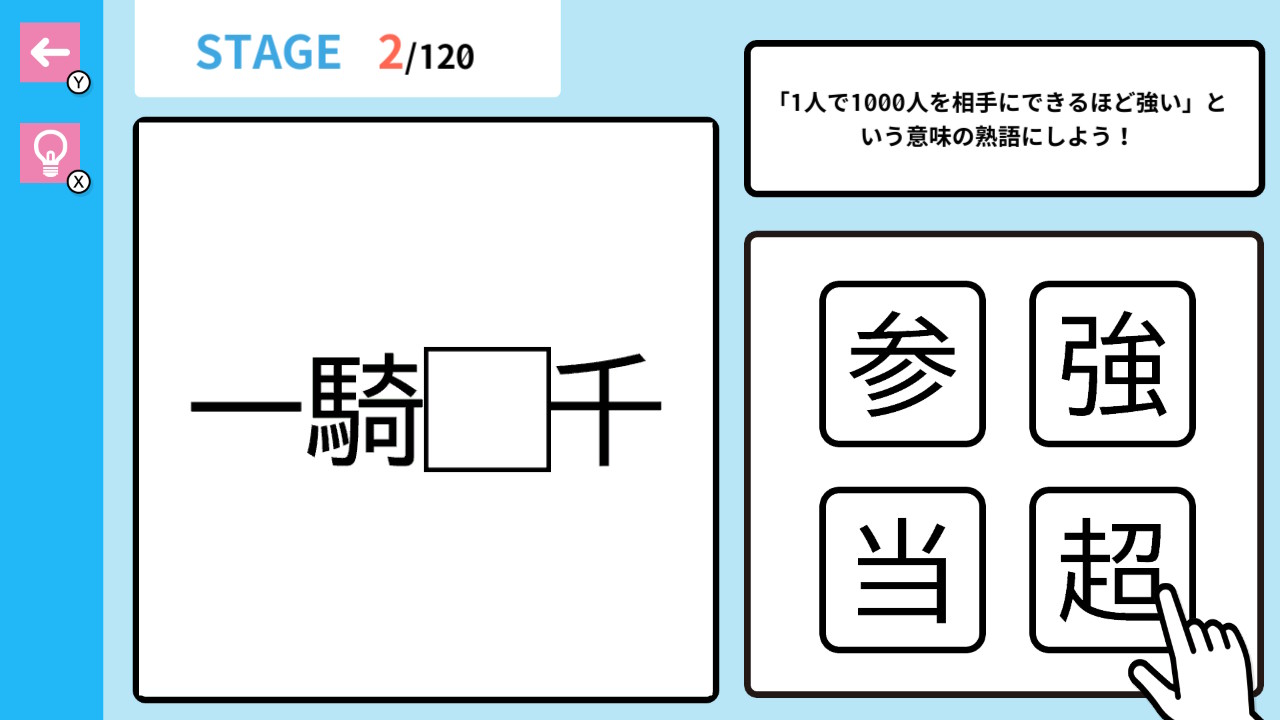 STAGE 2/120
Y
X
「1人で1000人を相手にできるほど強い」と
いう意味の熟語にしよう！
一騎□千
参 強
当 超